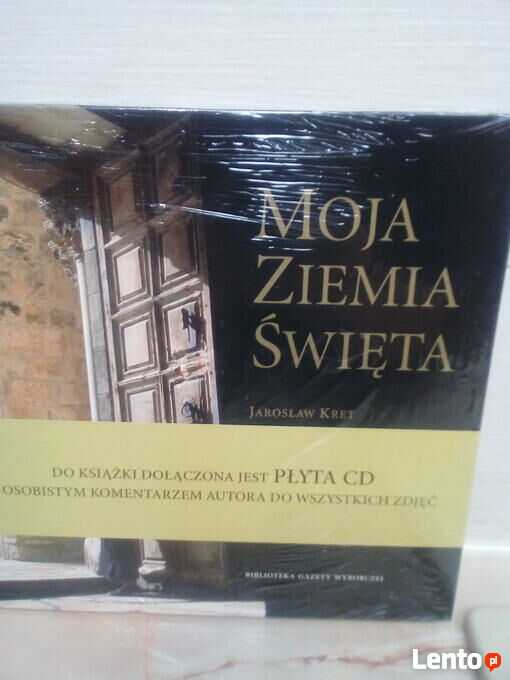 MOJA
ZIEMIA
ŚWIĘTA
JAROSŁAW KRET
DO KSIĄŻKI DOŁĄCZONA JEST PŁYTA CD
OSOBISTYM KOMENTARZEM AUTORA DO WSZYSTKICH ZDJĘĆ
BIBLIOTEKA GAZETY WYBORCZEJ
Lento.pl